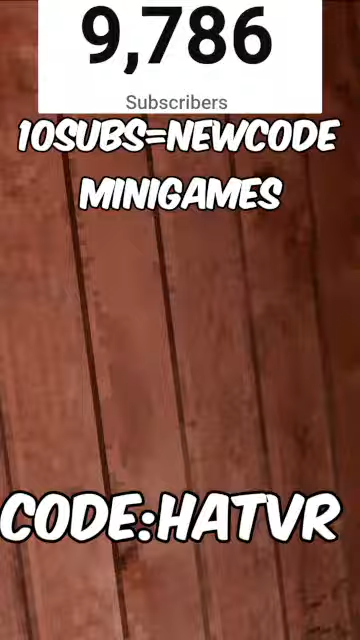 9,786
Subscribers
10SUBS=NEWCODE
MINIGAMES
CODE:HATVR